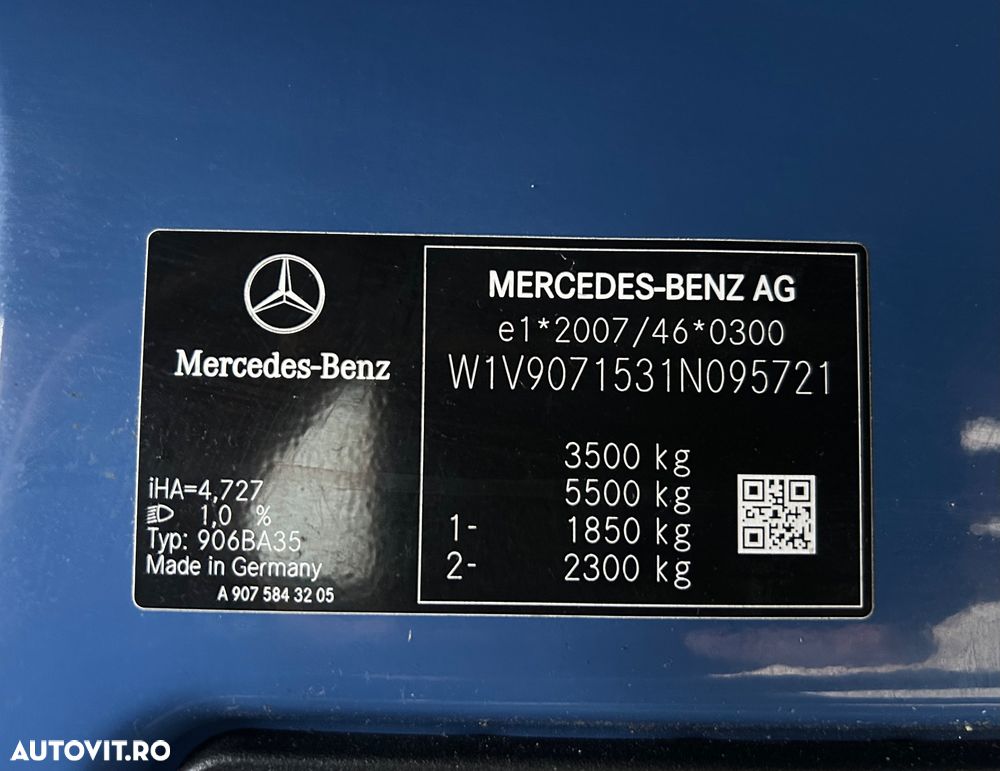 Mercedes-Benz
iHA=4,727
1,0 %
Typ: 906BA35
Made in Germany
A 907 584 32 05
MERCEDES-BENZ AG
e1*2007/46*0300
W1V9071531N095721
3500 kg
5500 kg
1- 1850 kg
2- 2300 kg
AUTOVIT.RO